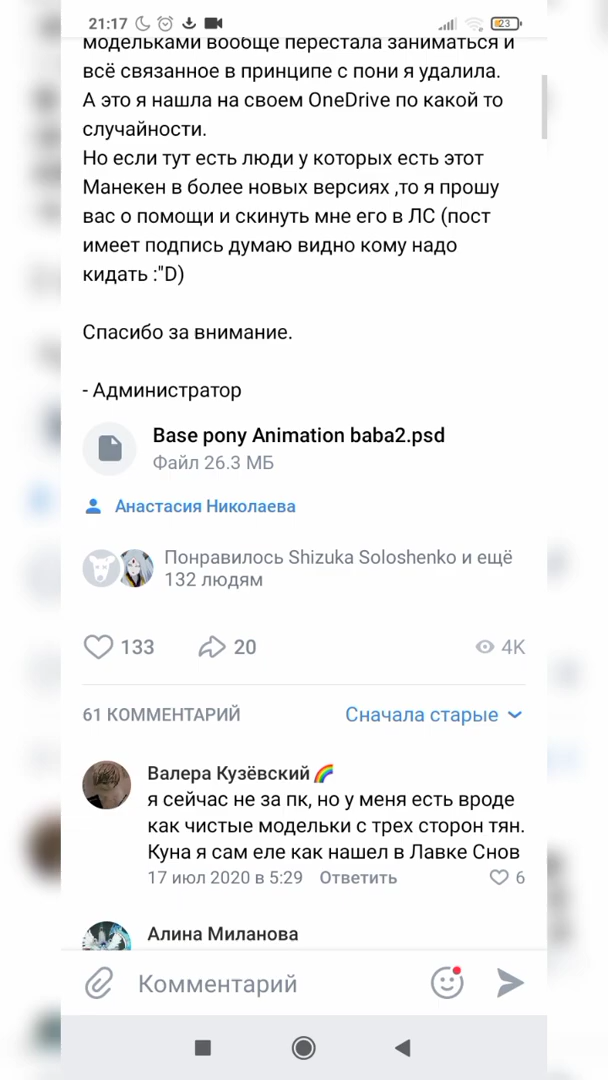 21:17
23
модельками вообще перестала заниматься и
всё связанное в принципе с пони я удалила.
А это я нашла на своем OneDrive по какой то
случайности.
Но если тут есть люди у которых есть этот
Манекен в более новых версиях ,то я прошу
вас о помощи и скинуть мне его в ЛС (пост
имеет подпись думаю видно кому надо
кидать :"D)
Спасибо за внимание.
- Администратор
Base pony Animation baba2.psd
Файл 26.3 МБ
Анастасия Николаева
Понравилось Shizuka Soloshenko и ещё
132 людям
133 20 4K
61 КОММЕНТАРИЙ Сначала старые
Валера Кузёвский🌈
я сейчас не за пк, но у меня есть вроде
как чистые модельки с трех сторон тян.
Куна я сам еле как нашел в Лавке Снов
17 июл 2020 в 5:29 Ответить 6
Алина Миланова
Комментарий